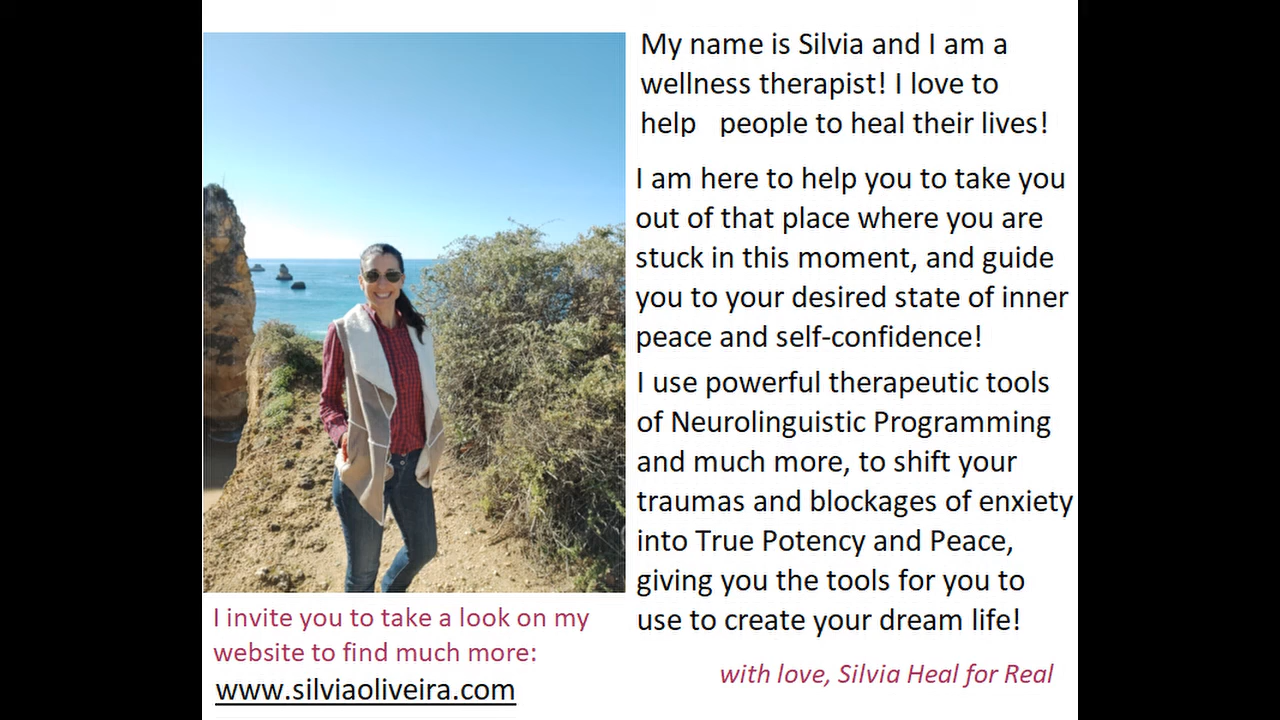 My name is Silvia and I am a
wellness therapist! I love to
help people to heal their lives!
I am here to help you to take you
out of that place where you are
stuck in this moment, and guide
you to your desired state of inner
peace and self-confidence!
I use powerful therapeutic tools
of Neurolinguistic Programming
and much more, to shift your
traumas and blockages of enxiety
into True Potency and Peace,
giving you the tools for you to
use to create your dream life!
with love, Silvia Heal for Real
I invite you to take a look on my
website to find much more:
www.silviaoliveira.com